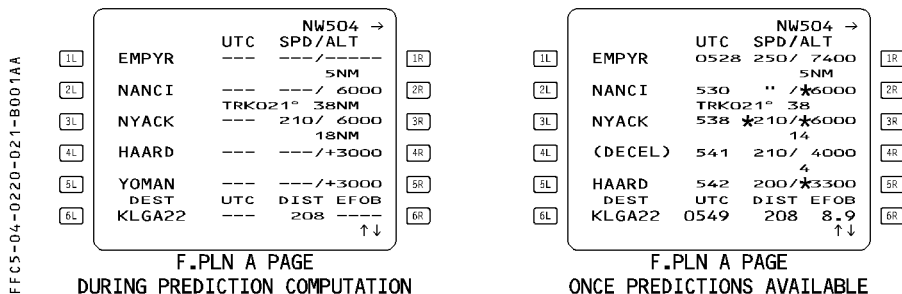 FFC5-04-0220-021-B001AA
NW504 →
UTC SPD/ALT
1L EMPYR --- ---/----- 1R
5NM
2L NANCI --- ---/ 6000 2R
TRK021° 38NM
3L NYACK --- 210/ 6000 3R
18NM
4L HAARD --- ---/+3000 4R
5L YOMAN --- ---/+3000 5R
DEST UTC DIST EFOB
6L KLGA22 --- 208 ---- 6R
↑↓
F.PLN A PAGE
DURING PREDICTION COMPUTATION
NW504 →
UTC SPD/ALT
1L EMPYR 0528 250/ 7400 1R
5NM
2L NANCI 530 " /*6000 2R
TRK021° 38
3L NYACK 538 *210/*6000 3R
14
4L (DECEL) 541 210/ 4000 4R
4
5L HAARD 542 200/*3300 5R
DEST UTC DIST EFOB
6L KLGA22 0549 208 8.9 6R
↑↓
F.PLN A PAGE
ONCE PREDICTIONS AVAILABLE